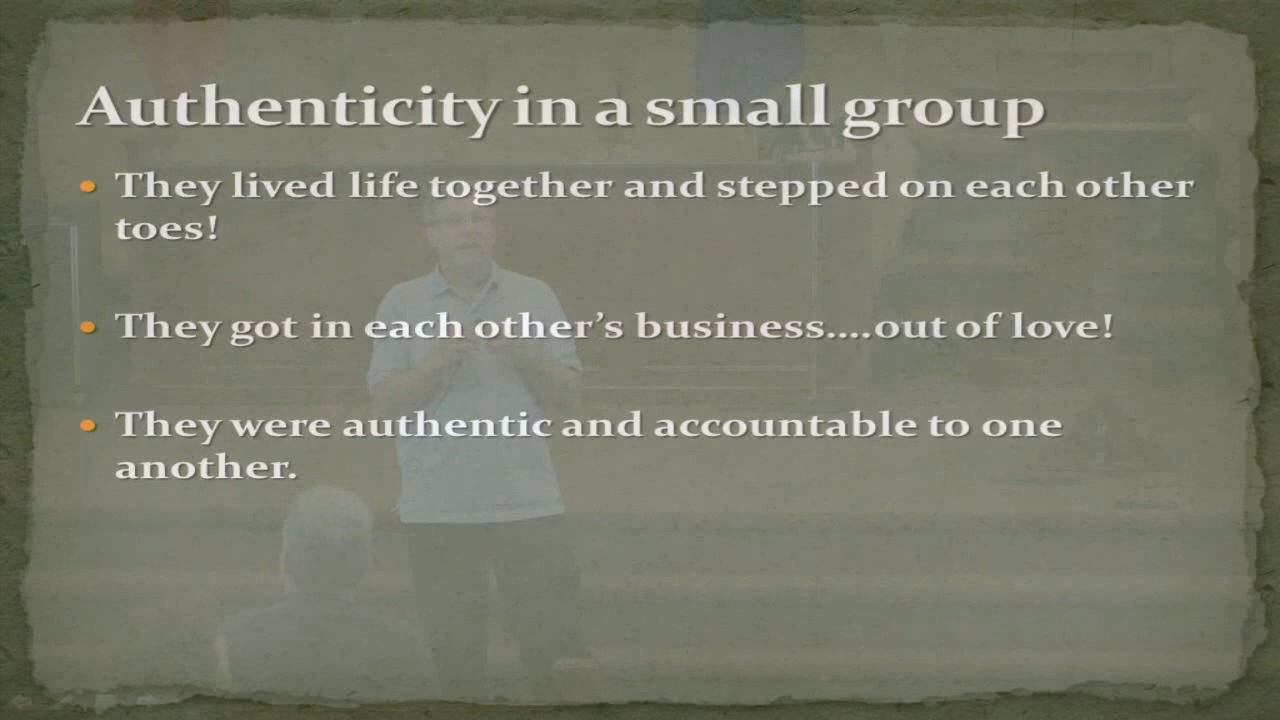 Authenticity in a small group
• They lived life together and stepped on each other
toes!
• They got in each other’s business....out of love!
• They were authentic and accountable to one
another.